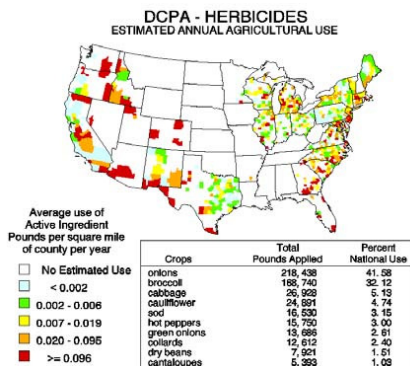 DCPA - HERBICIDES
ESTIMATED ANNUAL AGRICULTURAL USE
Average use of
Active Ingredient
Pounds per square mile
of county per year
No Estimated Use
< 0.002
0.002 - 0.006
0.007 - 0.019
0.020 - 0.095
>= 0.096
Crops Total Pounds Applied Percent National Use
onions 218,438 41.58
broccoli 168,740 32.12
cabbage 26,928 5.13
cauliflower 24,891 4.74
sod 16,530 3.15
hot peppers 15,750 3.00
green onions 13,686 2.61
collards 12,612 2.40
dry beans 7,921 1.51
cantaloupes 5,393 1.03